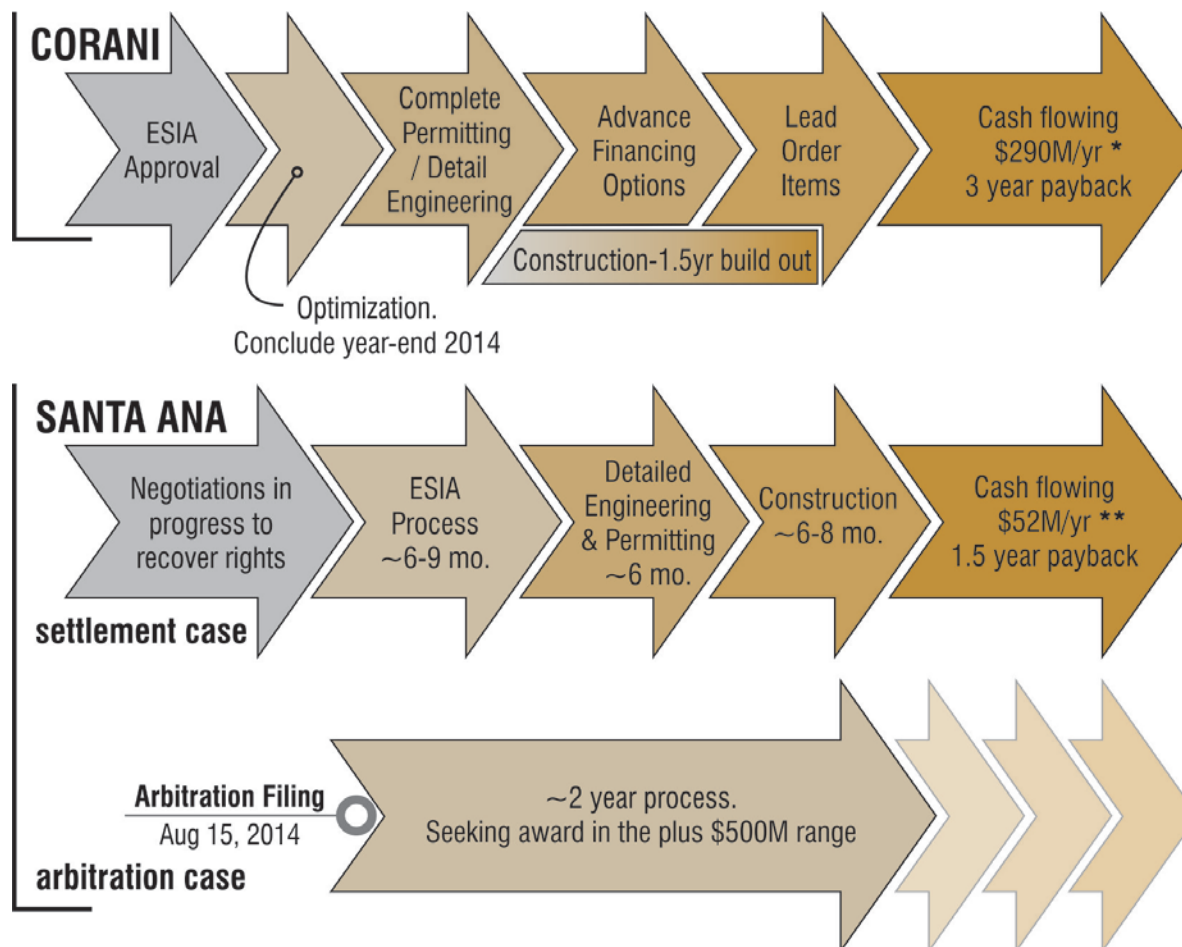 CORANI
ESIA
Approval
Optimization.
Conclude year-end 2014
Complete
Permitting
/ Detail
Engineering
Advance
Financing
Options
Lead
Order
Items
Construction-1.5yr build out
Cash flowing
$290M/yr *
3 year payback
SANTA ANA
Negotiations in
progress to
recover rights
ESIA
Process
~6-9 mo.
Detailed
Engineering
& Permitting
~6 mo.
Construction
~6-8 mo.
Cash flowing
$52M/yr **
1.5 year payback
settlement case
Arbitration Filing
Aug 15, 2014
~2 year process.
Seeking award in the plus $500M range
arbitration case